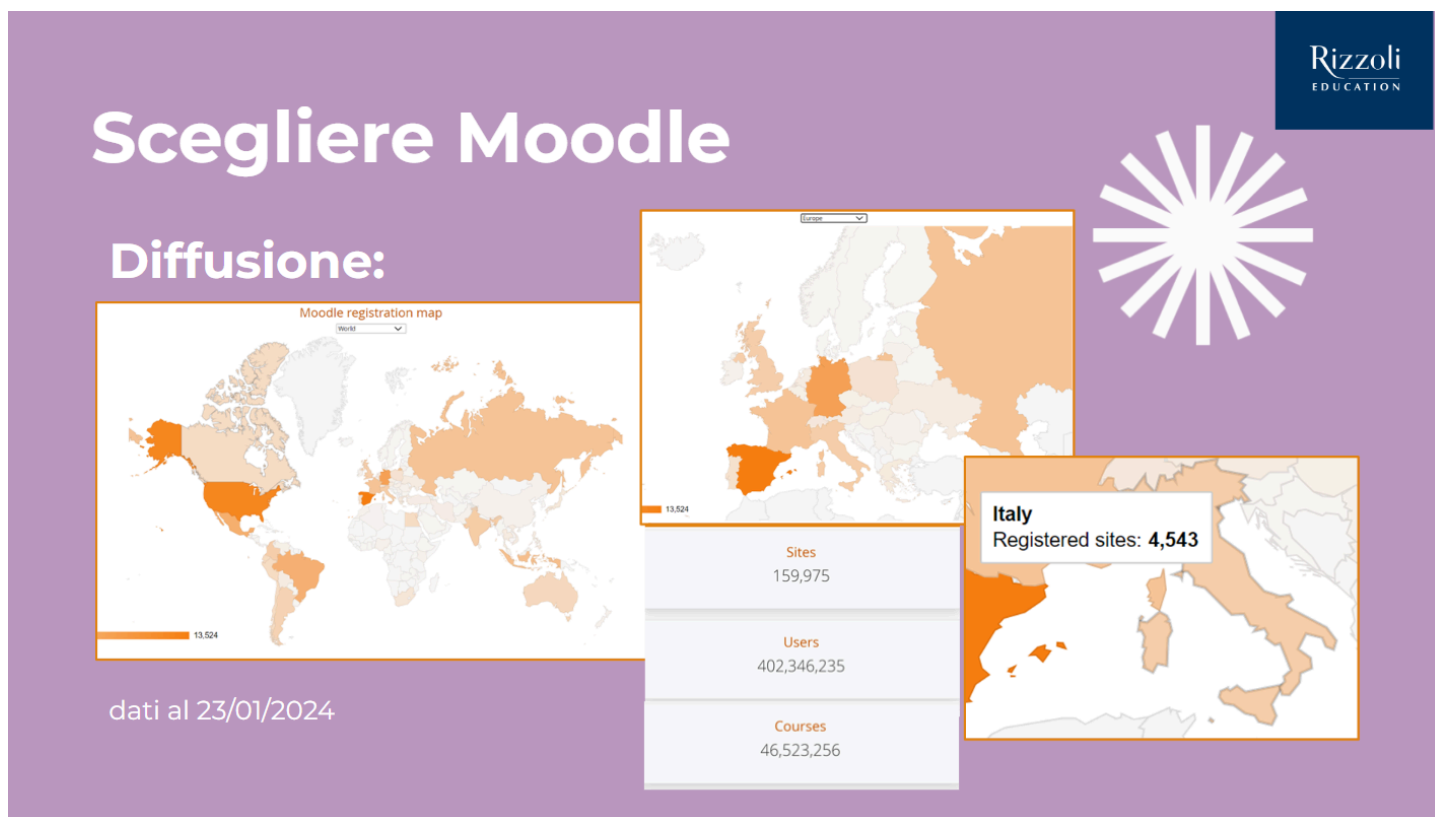 Rizzoli
EDUCATION
Scegliere Moodle
Diffusione:
Moodle registration map
World
13,524
Europe
13,524
Sites
159,975
Users
402,346,235
Courses
46,523,256
Italy
Registered sites: 4,543
dati al 23/01/2024